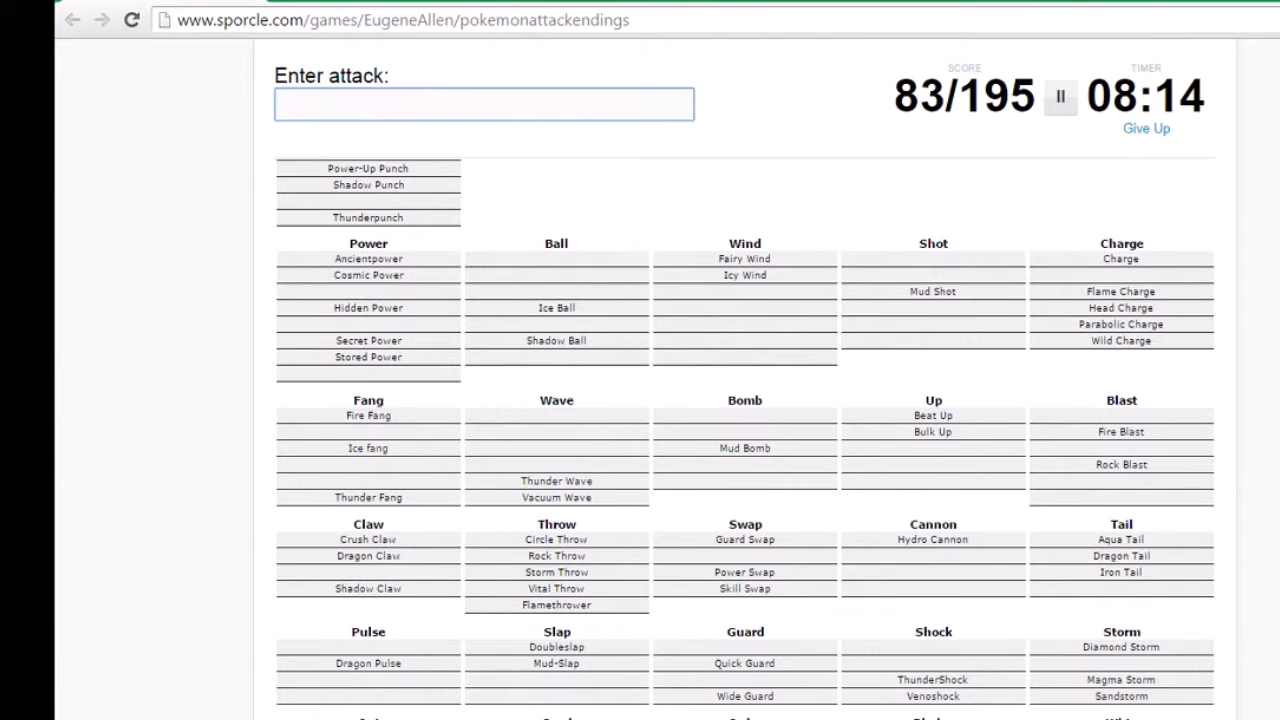 www.sporcle.com/games/EugeneAllen/pokemonattackendings
Enter attack:
SCORE
TIMER
83/195
08:14
Give Up
Power-Up Punch
Shadow Punch
Thunderpunch
Power
Ball
Wind
Shot
Charge
Ancientpower
Fairy Wind
Charge
Cosmic Power
Icy Wind
Mud Shot
Flame Charge
Hidden Power
Ice Ball
Head Charge
Parabolic Charge
Secret Power
Shadow Ball
Wild Charge
Stored Power
Fang
Wave
Bomb
Up
Blast
Fire Fang
Beat Up
Bulk Up
Fire Blast
Ice fang
Mud Bomb
Rock Blast
Thunder Wave
Thunder Fang
Vacuum Wave
Claw
Throw
Swap
Cannon
Tail
Crush Claw
Circle Throw
Guard Swap
Hydro Cannon
Aqua Tail
Dragon Claw
Rock Throw
Dragon Tail
Storm Throw
Power Swap
Iron Tail
Shadow Claw
Vital Throw
Skill Swap
Flamethrower
Pulse
Slap
Guard
Shock
Storm
Doubleslap
Diamond Storm
Dragon Pulse
Mud-Slap
Quick Guard
ThunderShock
Magma Storm
Wide Guard
Venoshock
Sandstorm